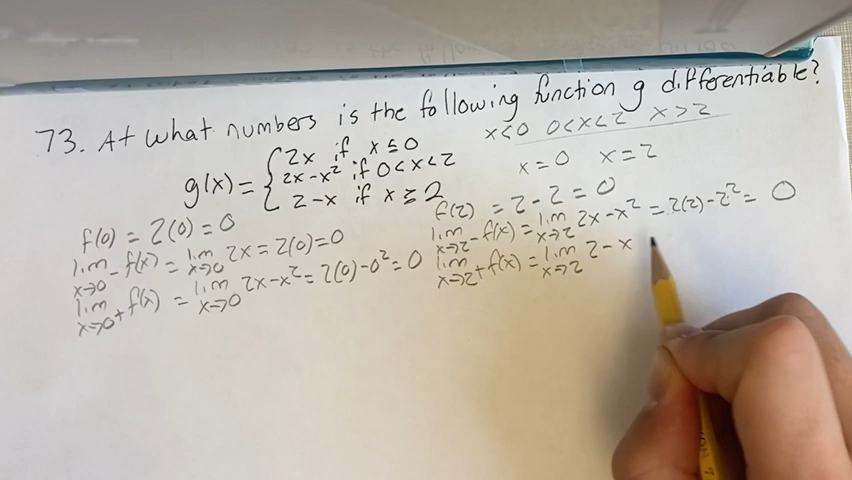 73. At what numbers is the following function g differentiable?
x<0 0<x<2 x>2
g(x) = { 2x if x ≤ 0
2x-x² if 0<x<2
2-x if x ≥ 2
x=0 x=2
f(0) = 2(0) = 0
lim x→0⁻ f(x) = lim x→0 2x = 2(0) = 0
lim x→0⁺ f(x) = lim x→0 2x-x² = 2(0)-0² = 0
f(2) = 2-2 = 0
lim x→2⁻ f(x) = lim x→2 2x-x² = 2(2)-2² = 0
lim x→2⁺ f(x) = lim x→2 2-x